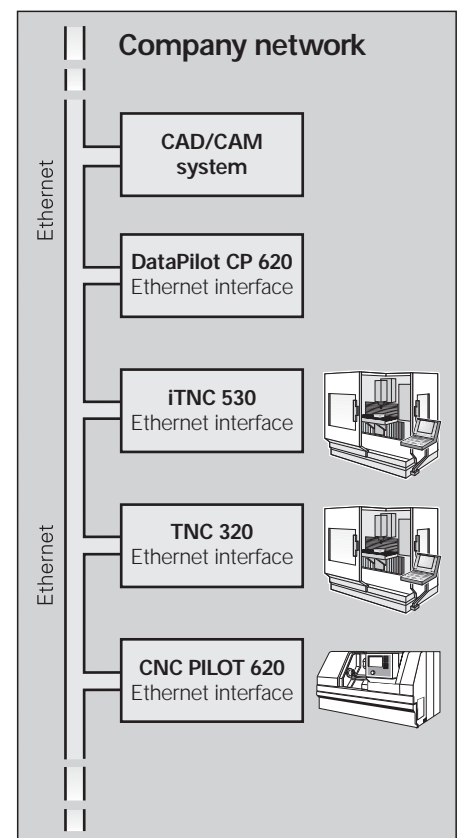 Company network
Ethernet
CAD/CAM
system
DataPilot CP 620
Ethernet interface
iTNC 530
Ethernet interface
TNC 320
Ethernet interface
Ethernet
CNC PILOT 620
Ethernet interface